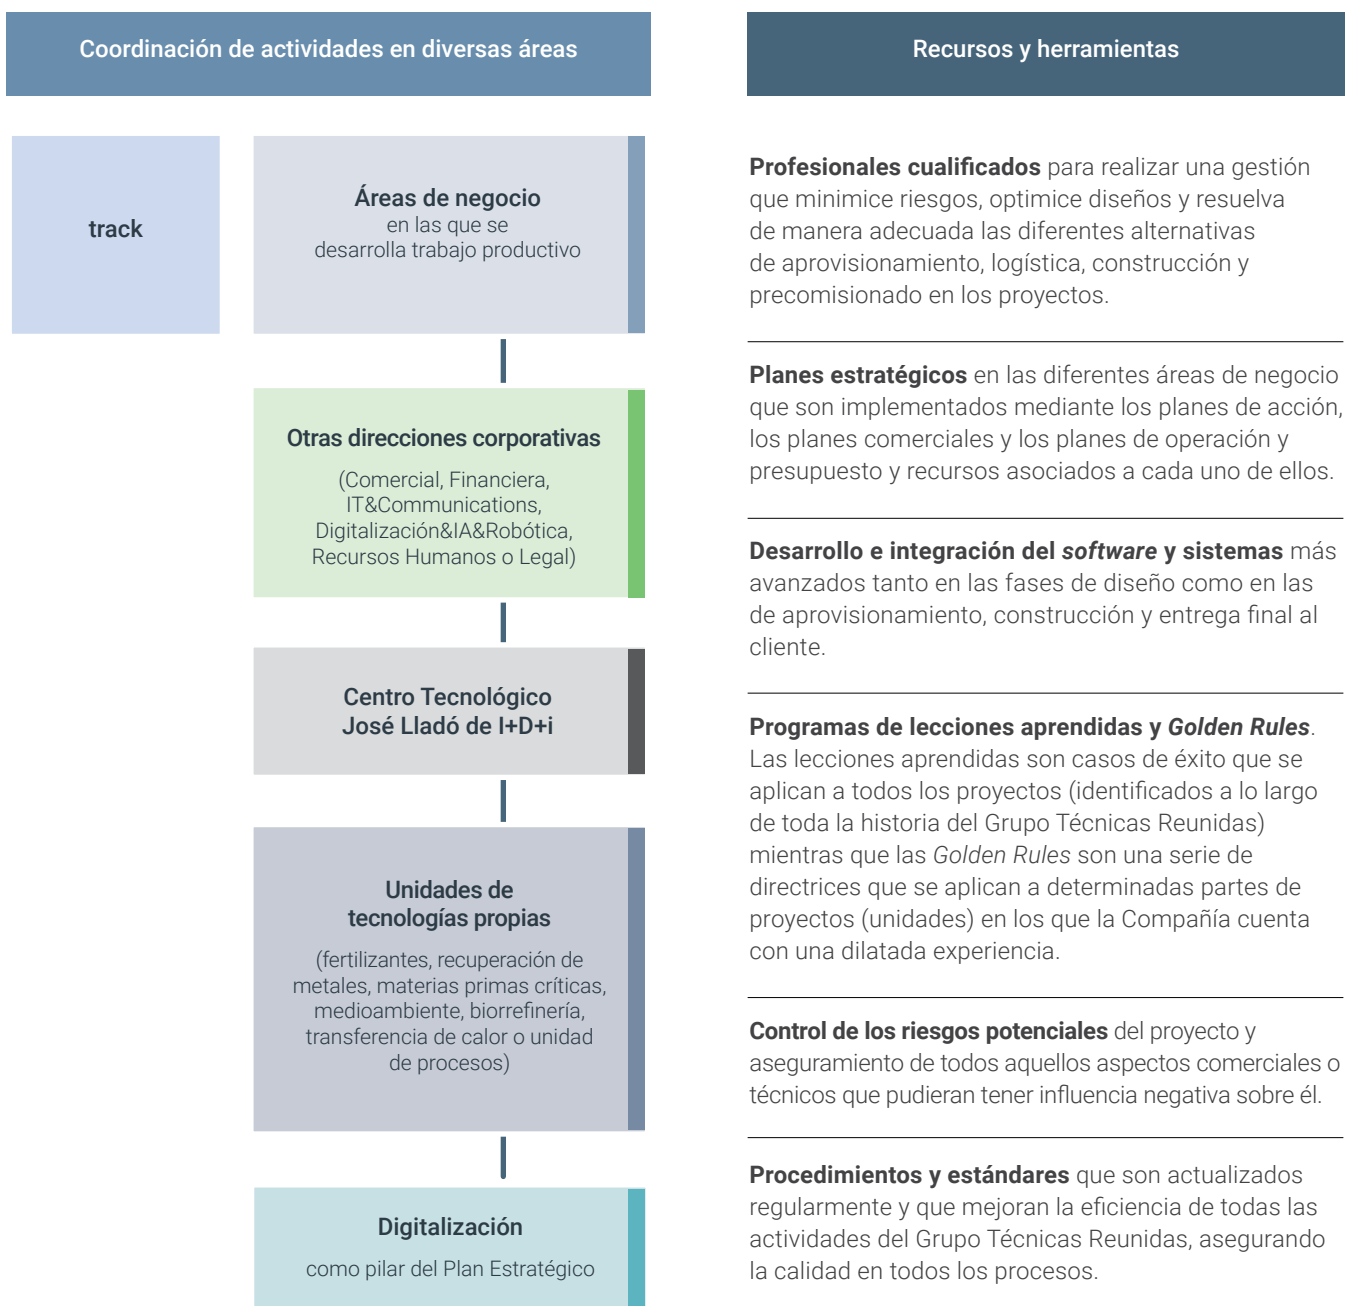 Coordinación de actividades en diversas áreas
track
Áreas de negocio
en las que se
desarrolla trabajo productivo
Otras direcciones corporativas
(Comercial, Financiera,
IT&Communications,
Digitalización&IA&Robótica,
Recursos Humanos o Legal)
Centro Tecnológico
José Lladó de I+D+i
Unidades de
tecnologías propias
(fertilizantes, recuperación de
metales, materias primas críticas,
medioambiente, biorrefinería,
transferencia de calor o unidad
de procesos)
Digitalización
como pilar del Plan Estratégico
Recursos y herramientas
Profesionales cualificados para realizar una gestión
que minimice riesgos, optimice diseños y resuelva
de manera adecuada las diferentes alternativas
de aprovisionamiento, logística, construcción y
precomisionado en los proyectos.
Planes estratégicos en las diferentes áreas de negocio
que son implementados mediante los planes de acción,
los planes comerciales y los planes de operación y
presupuesto y recursos asociados a cada uno de ellos.
Desarrollo e integración del software y sistemas más
avanzados tanto en las fases de diseño como en las
de aprovisionamiento, construcción y entrega final al
cliente.
Programas de lecciones aprendidas y Golden Rules.
Las lecciones aprendidas son casos de éxito que se
aplican a todos los proyectos (identificados a lo largo
de toda la historia del Grupo Técnicas Reunidas)
mientras que las Golden Rules son una serie de
directrices que se aplican a determinadas partes de
proyectos (unidades) en los que la Compañía cuenta
con una dilatada experiencia.
Control de los riesgos potenciales del proyecto y
aseguramiento de todos aquellos aspectos comerciales o
técnicos que pudieran tener influencia negativa sobre él.
Procedimientos y estándares que son actualizados
regularmente y que mejoran la eficiencia de todas las
actividades del Grupo Técnicas Reunidas, asegurando
la calidad en todos los procesos.